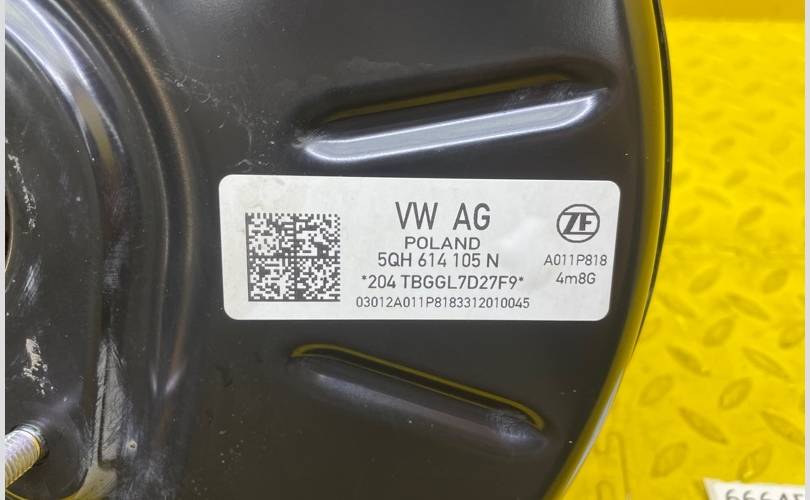 VW AG
POLAND
5QH 614 105 N
*204 TBGGL7D27F9*
03012A011P8183312010045
ZF
A011P818
4m8G